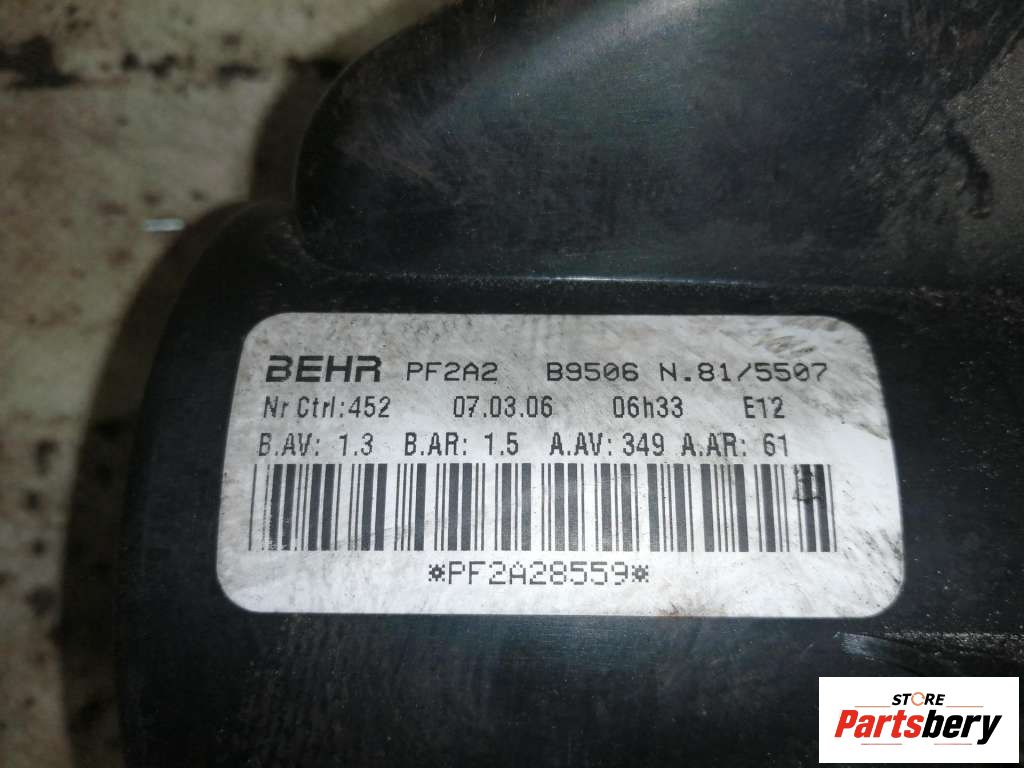 BEHR PF2A2 B9506 N.81/5507
Nr Ctrl:452 07.03.06 06h33 E12
B.AV: 1.3 B.AR: 1.5 A.AV: 349 A.AR: 61
*PF2A28559*
STORE
Partsbery